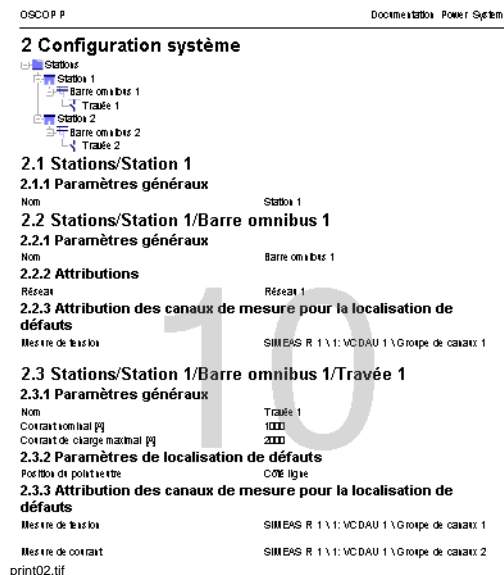 OSCOP P Documentation Power System
2 Configuration système
Stations
Station 1
Barre omnibus 1
Travée 1
Station 2
Barre omnibus 2
Travée 2
2.1 Stations/Station 1
2.1.1 Paramètres généraux
Nom Station 1
2.2 Stations/Station 1/Barre omnibus 1
2.2.1 Paramètres généraux
Nom Barre omnibus 1
2.2.2 Attributions
Réseau Réseau 1
2.2.3 Attribution des canaux de mesure pour la localisation de
défauts
Mesure de tension SIMEAS R 1 \ 1: VCDAU 1 \ Groupe de canaux 1
10
2.3 Stations/Station 1/Barre omnibus 1/Travée 1
2.3.1 Paramètres généraux
Nom Travée 1
Courant nominal [A] 1000
Courant de charge maximal [A] 2000
2.3.2 Paramètres de localisation de défauts
Position du point neutre Côté ligne
2.3.3 Attribution des canaux de mesure pour la localisation de
défauts
Mesure de tension SIMEAS R 1 \ 1: VCDAU 1 \ Groupe de canaux 1
Mesure de courant SIMEAS R 1 \ 1: VCDAU 1 \ Groupe de canaux 2
print02.tif